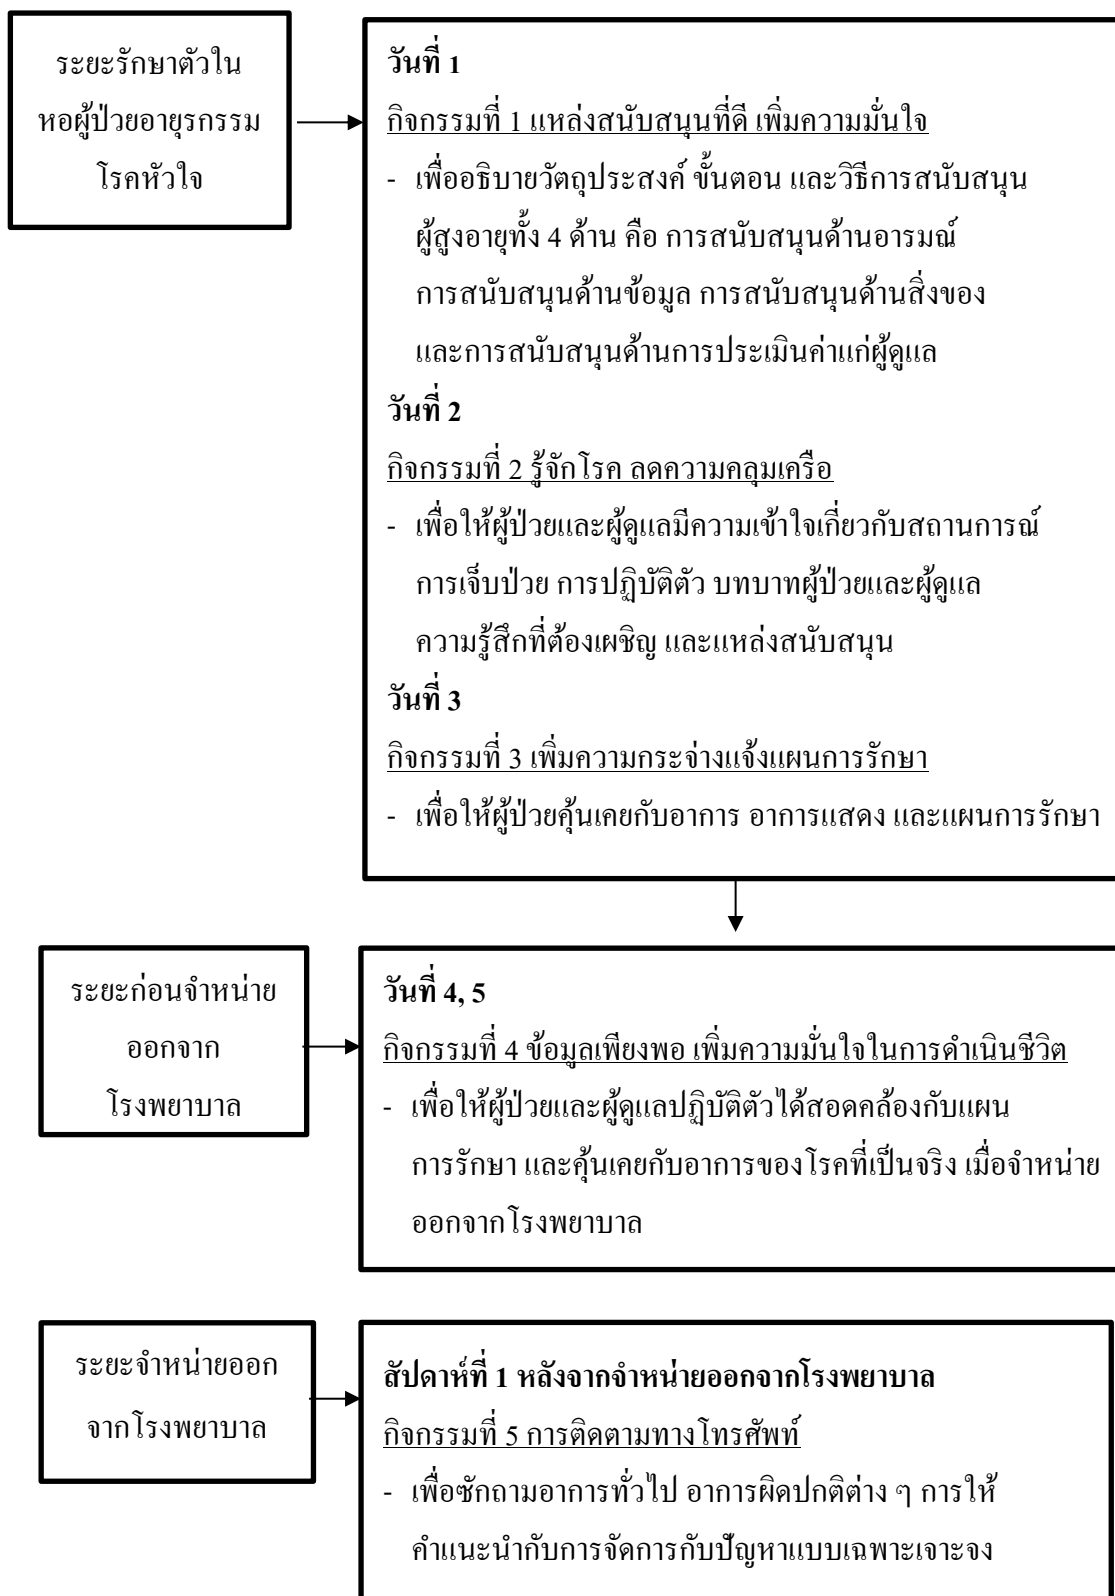 ระยะรักษาตัวใน
หอผู้ป่วยอายุรกรรม
โรคหัวใจ
วันที่ 1
กิจกรรมที่ 1 แหล่งสนับสนุนที่ดี เพิ่มความมั่นใจ
- เพื่ออธิบายวัตถุประสงค์ ขั้นตอน และวิธีการสนับสนุน
ผู้สูงอายุทั้ง 4 ด้าน คือ การสนับสนุนด้านอารมณ์
การสนับสนุนด้านข้อมูล การสนับสนุนด้านสิ่งของ
และการสนับสนุนด้านการประเมินค่าแก่ผู้ดูแล
วันที่ 2
กิจกรรมที่ 2 รู้จักโรค ลดความคลุมเครือ
- เพื่อให้ผู้ป่วยและผู้ดูแลมีความเข้าใจเกี่ยวกับสถานการณ์
การเจ็บป่วย การปฏิบัติตัว บทบาทผู้ป่วยและผู้ดูแล
ความรู้สึกที่ต้องเผชิญ และแหล่งสนับสนุน
วันที่ 3
กิจกรรมที่ 3 เพิ่มความกระจ่างแจ้งแผนการรักษา
- เพื่อให้ผู้ป่วยคุ้นเคยกับอาการ อาการแสดง และแผนการรักษา
ระยะก่อนจำหน่าย
ออกจาก
โรงพยาบาล
วันที่ 4, 5
กิจกรรมที่ 4 ข้อมูลเพียงพอ เพิ่มความมั่นใจในการดำเนินชีวิต
- เพื่อให้ผู้ป่วยและผู้ดูแลปฏิบัติตัวได้สอดคล้องกับแผน
การรักษา และคุ้นเคยกับอาการของโรคที่เป็นจริง เมื่อจำหน่าย
ออกจากโรงพยาบาล
ระยะจำหน่ายออก
จากโรงพยาบาล
สัปดาห์ที่ 1 หลังจากจำหน่ายออกจากโรงพยาบาล
กิจกรรมที่ 5 การติดตามทางโทรศัพท์
- เพื่อซักถามอาการทั่วไป อาการผิดปกติต่าง ๆ การให้
คำแนะนำกับการจัดการกับปัญหาแบบเฉพาะเจาะจง